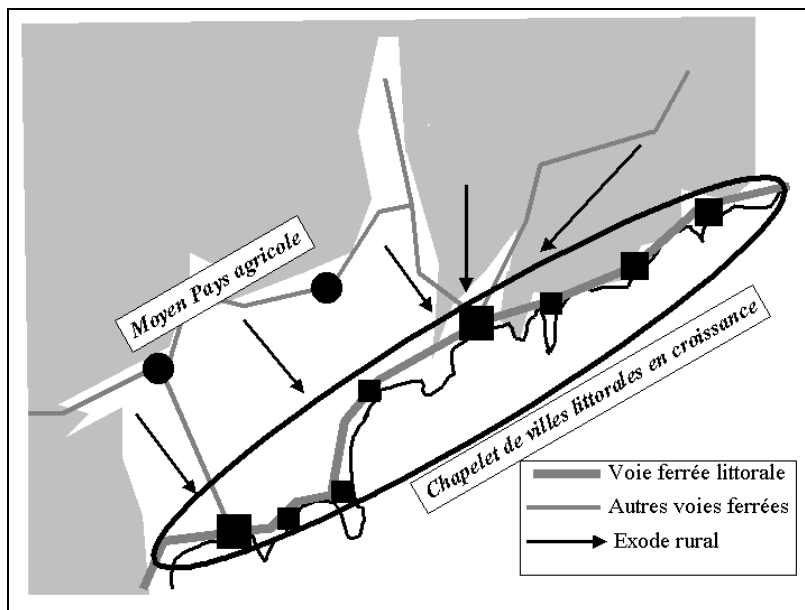 Moyen Pays agricole
Chapelet de villes littorales en croissance
Voie ferrée littorale
Autres voies ferrées
Exode rural